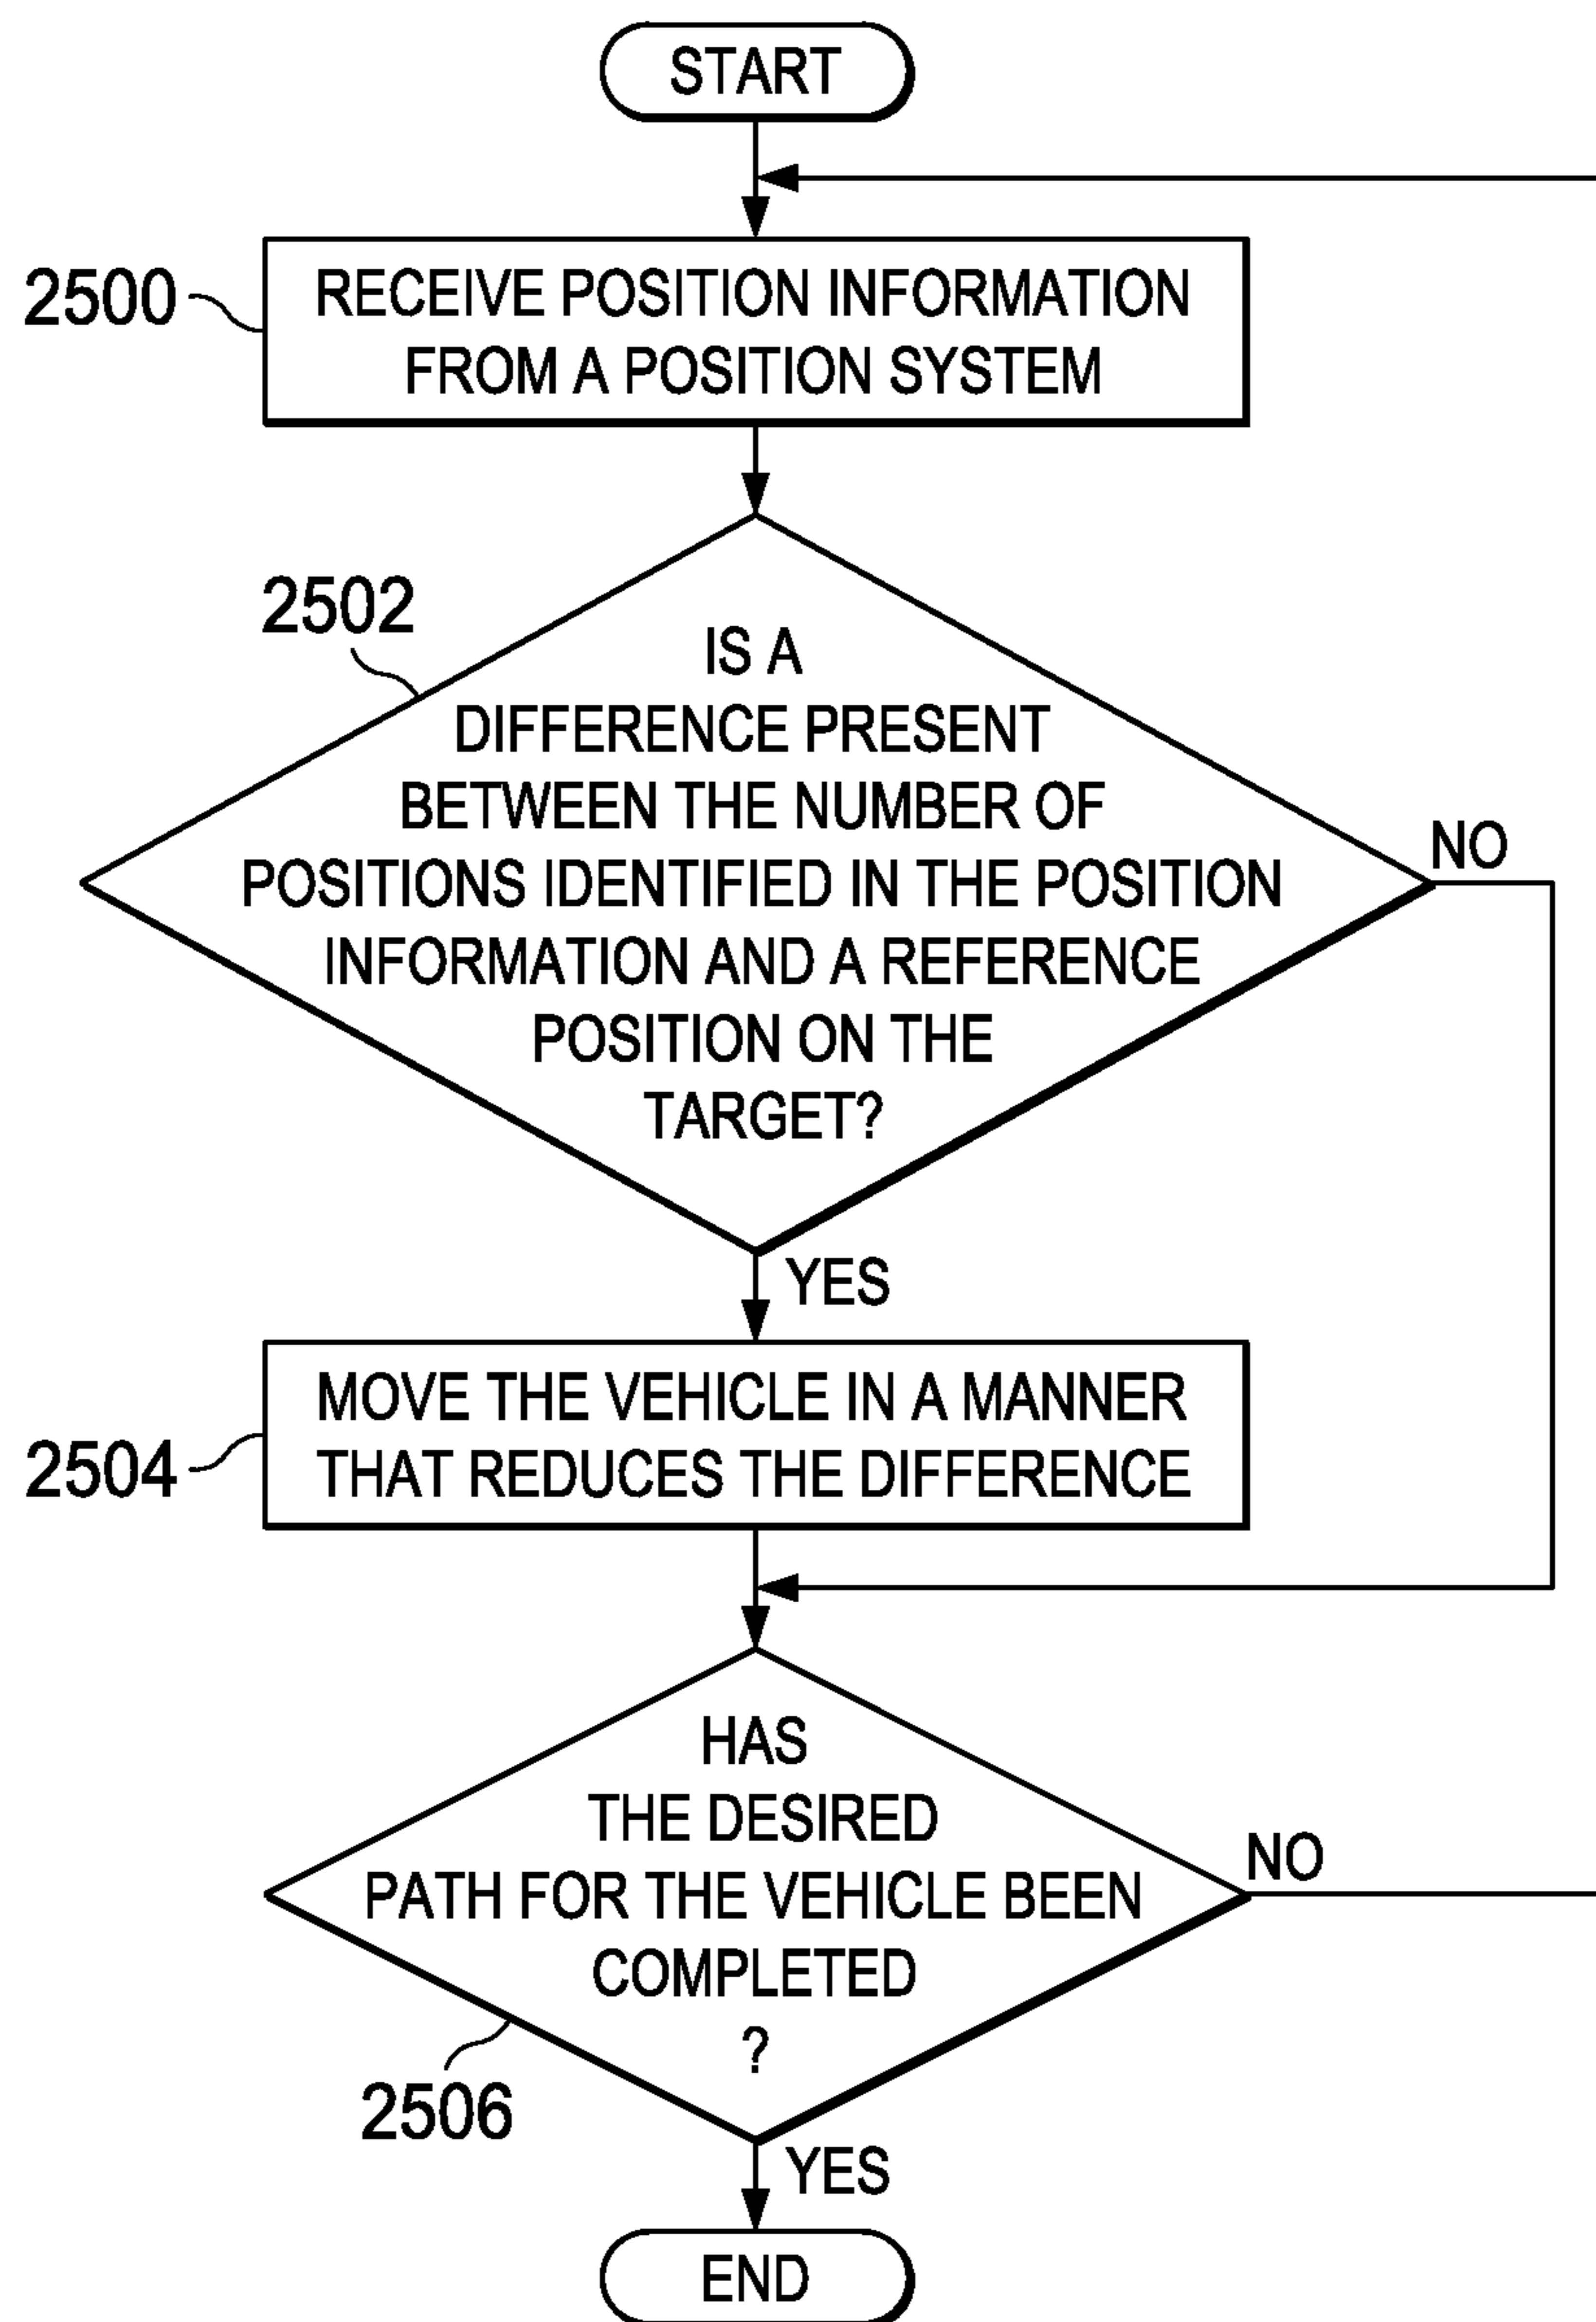 START
2500
RECEIVE POSITION INFORMATION
FROM A POSITION SYSTEM
2502
IS A
DIFFERENCE PRESENT
BETWEEN THE NUMBER OF
POSITIONS IDENTIFIED IN THE POSITION
INFORMATION AND A REFERENCE
POSITION ON THE
TARGET?
NO
YES
2504
MOVE THE VEHICLE IN A MANNER
THAT REDUCES THE DIFFERENCE
HAS
THE DESIRED
PATH FOR THE VEHICLE BEEN
COMPLETED
?
NO
2506
YES
END